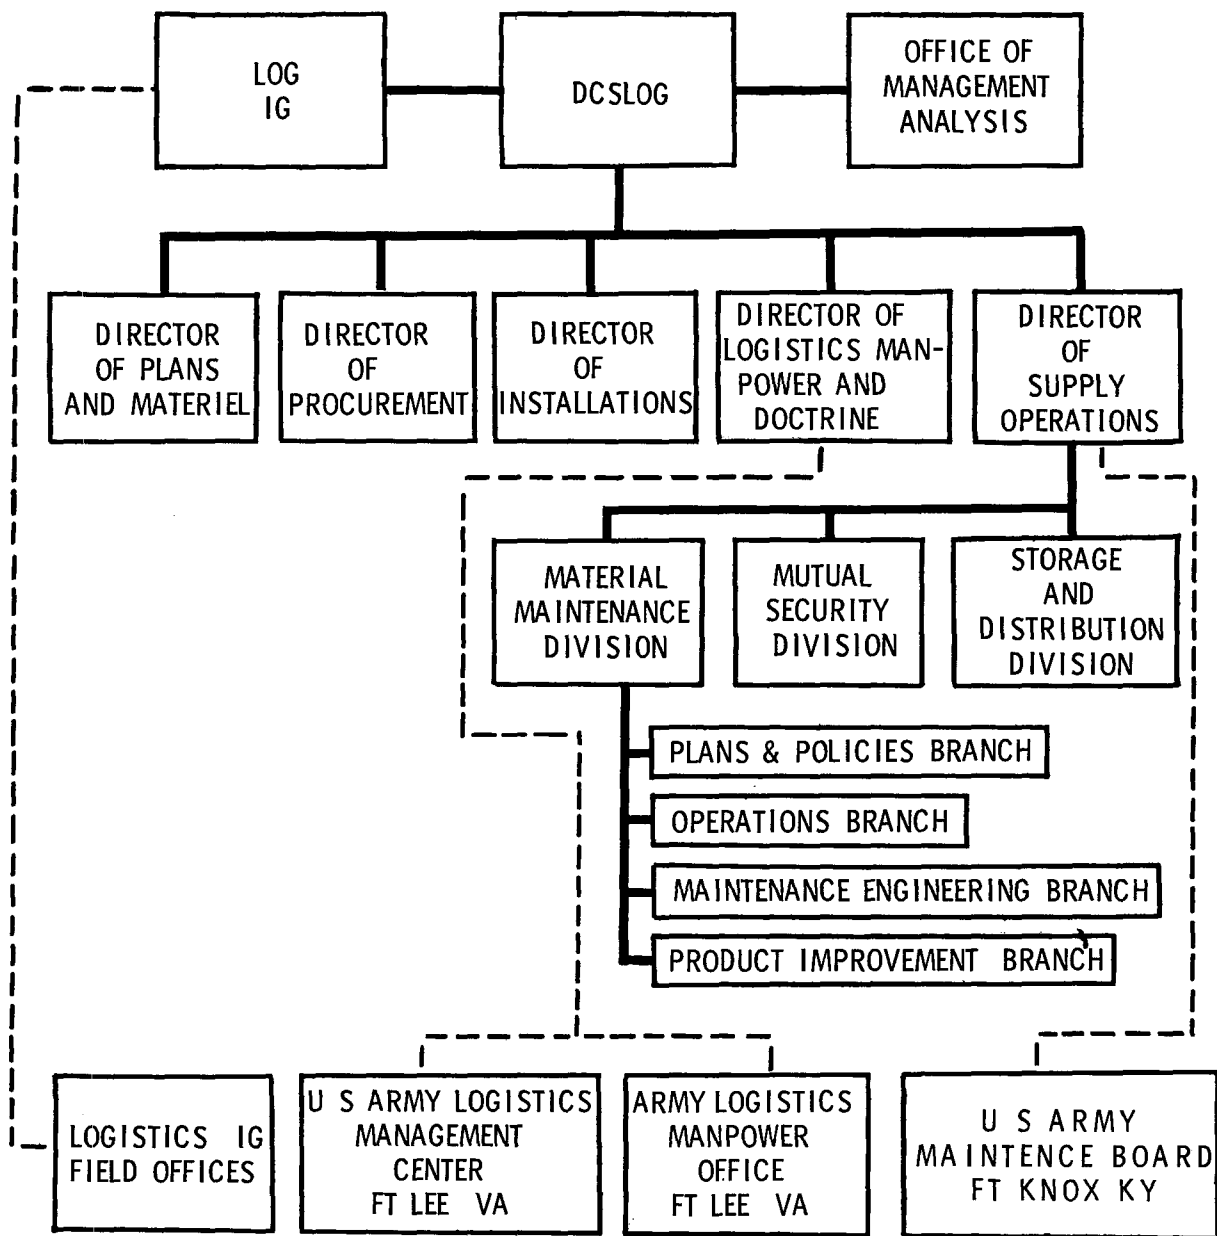 LOG
IG
DCSLOG
OFFICE OF
MANAGEMENT
ANALYSIS
DIRECTOR
OF PLANS
AND MATERIEL
DIRECTOR
OF
PROCUREMENT
DIRECTOR
OF
INSTALLATIONS
DIRECTOR OF
LOGISTICS MAN-
POWER AND
DOCTRINE
DIRECTOR
OF
SUPPLY
OPERATIONS
MATERIAL
MAINTENANCE
DIVISION
MUTUAL
SECURITY
DIVISION
STORAGE
AND
DISTRIBUTION
DIVISION
PLANS & POLICIES BRANCH
OPERATIONS BRANCH
MAINTENANCE ENGINEERING BRANCH
PRODUCT IMPROVEMENT BRANCH
LOGISTICS IG
FIELD OFFICES
U S ARMY LOGISTICS
MANAGEMENT
CENTER
FT LEE VA
ARMY LOGISTICS
MANPOWER
OFFICE
FT LEE VA
U S ARMY
MAINTENCE BOARD
FT KNOX KY